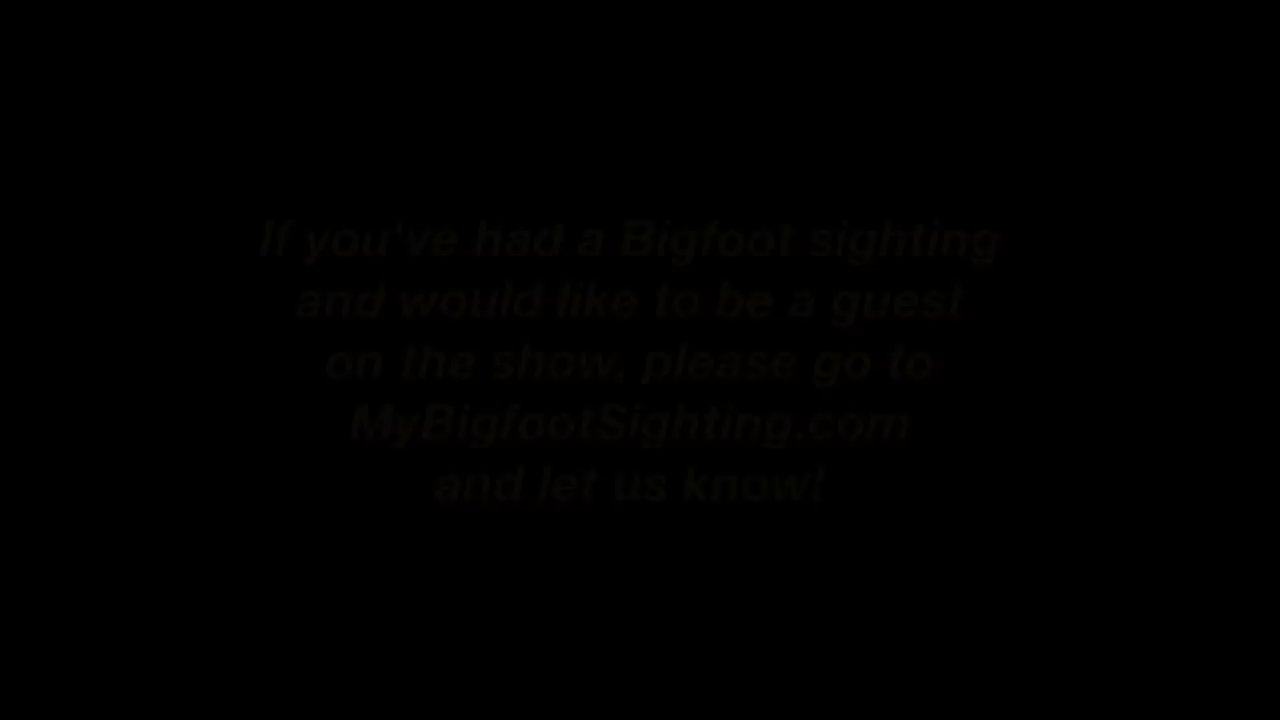 If you've had a Bigfoot sighting
and would like to be a guest
on the show, please go to
MyBigfootSighting.com
and let us know!